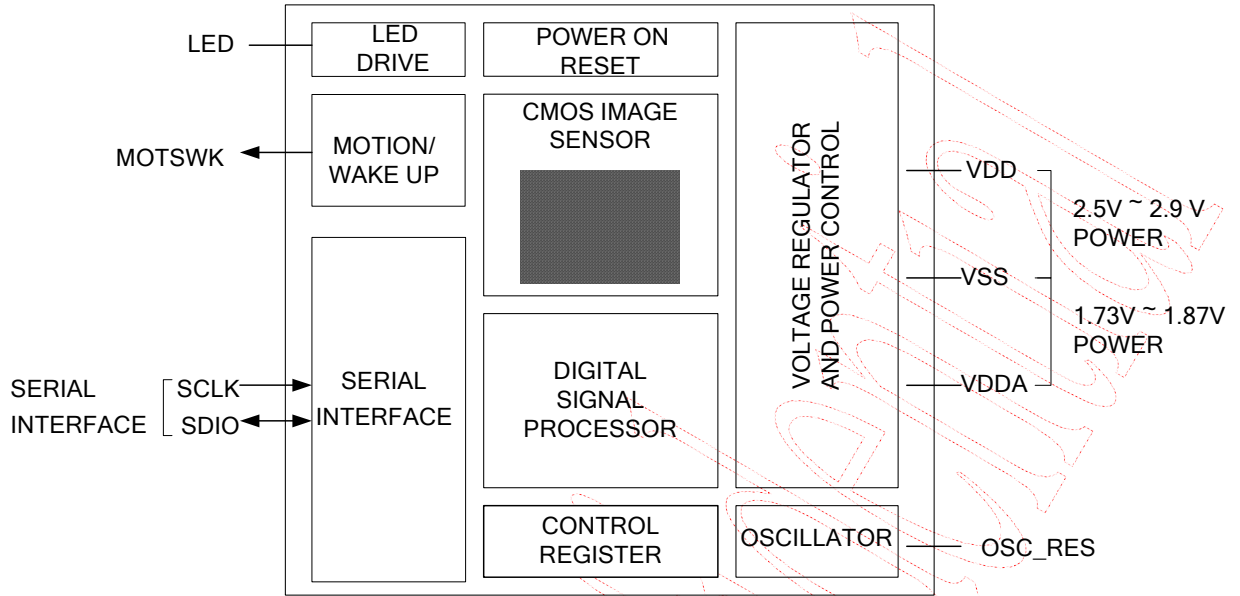 LED
LED
DRIVE
POWER ON
RESET
MOTSWK
MOTION/
WAKE UP
CMOS IMAGE
SENSOR
VOLTAGE REGULATOR
AND POWER CONTROL
VDD
2.5V ~ 2.9 V
POWER
VSS
1.73V ~ 1.87V
POWER
VDDA
SERIAL
INTERFACE
SCLK
SDIO
SERIAL
INTERFACE
DIGITAL
SIGNAL
PROCESSOR
CONTROL
REGISTER
OSCILLATOR
OSC_RES